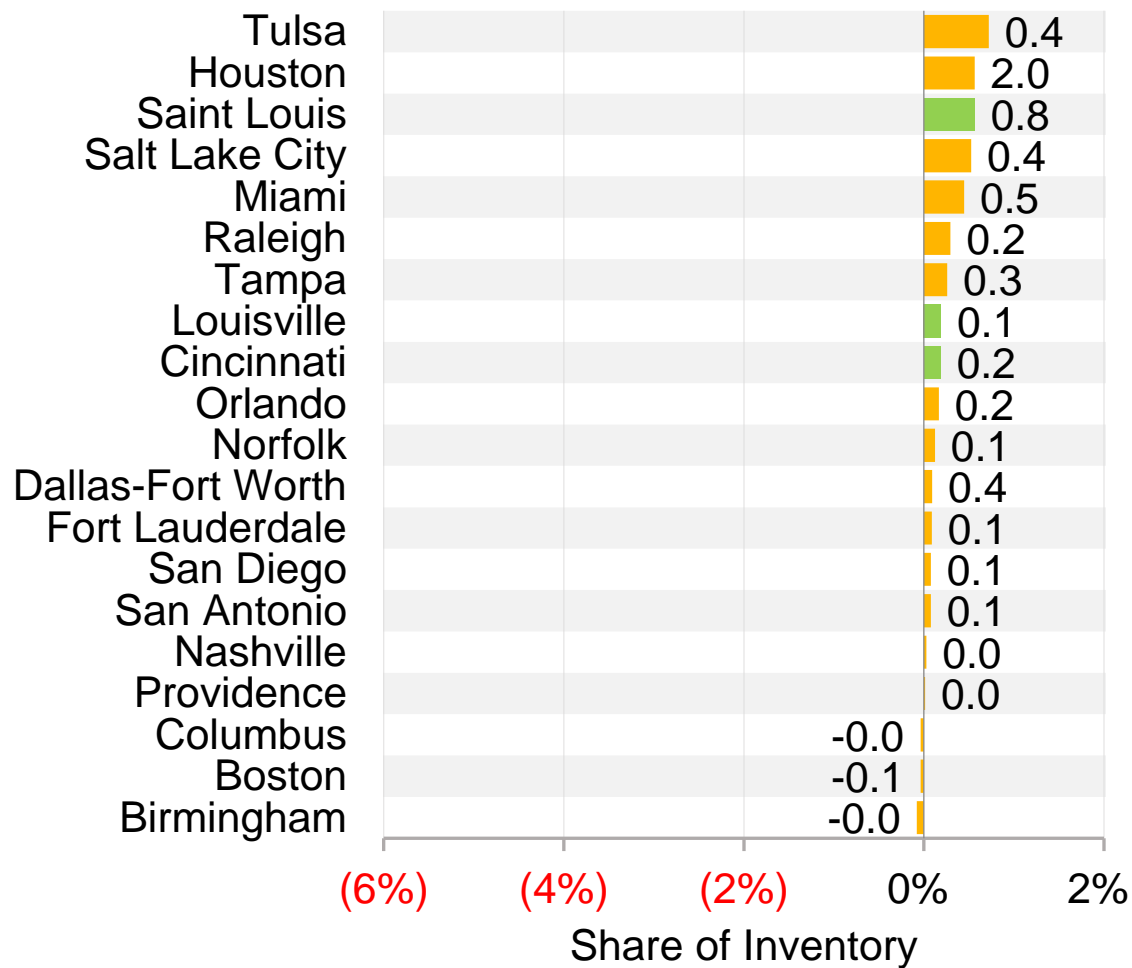 Tulsa 0.4
Houston 2.0
Saint Louis 0.8
Salt Lake City 0.4
Miami 0.5
Raleigh 0.2
Tampa 0.3
Louisville 0.1
Cincinnati 0.2
Orlando 0.2
Norfolk 0.1
Dallas-Fort Worth 0.4
Fort Lauderdale 0.1
San Diego 0.1
San Antonio 0.1
Nashville 0.0
Providence 0.0
Columbus -0.0
Boston -0.1
Birmingham -0.0
(6%) (4%) (2%) 0% 2%
Share of Inventory